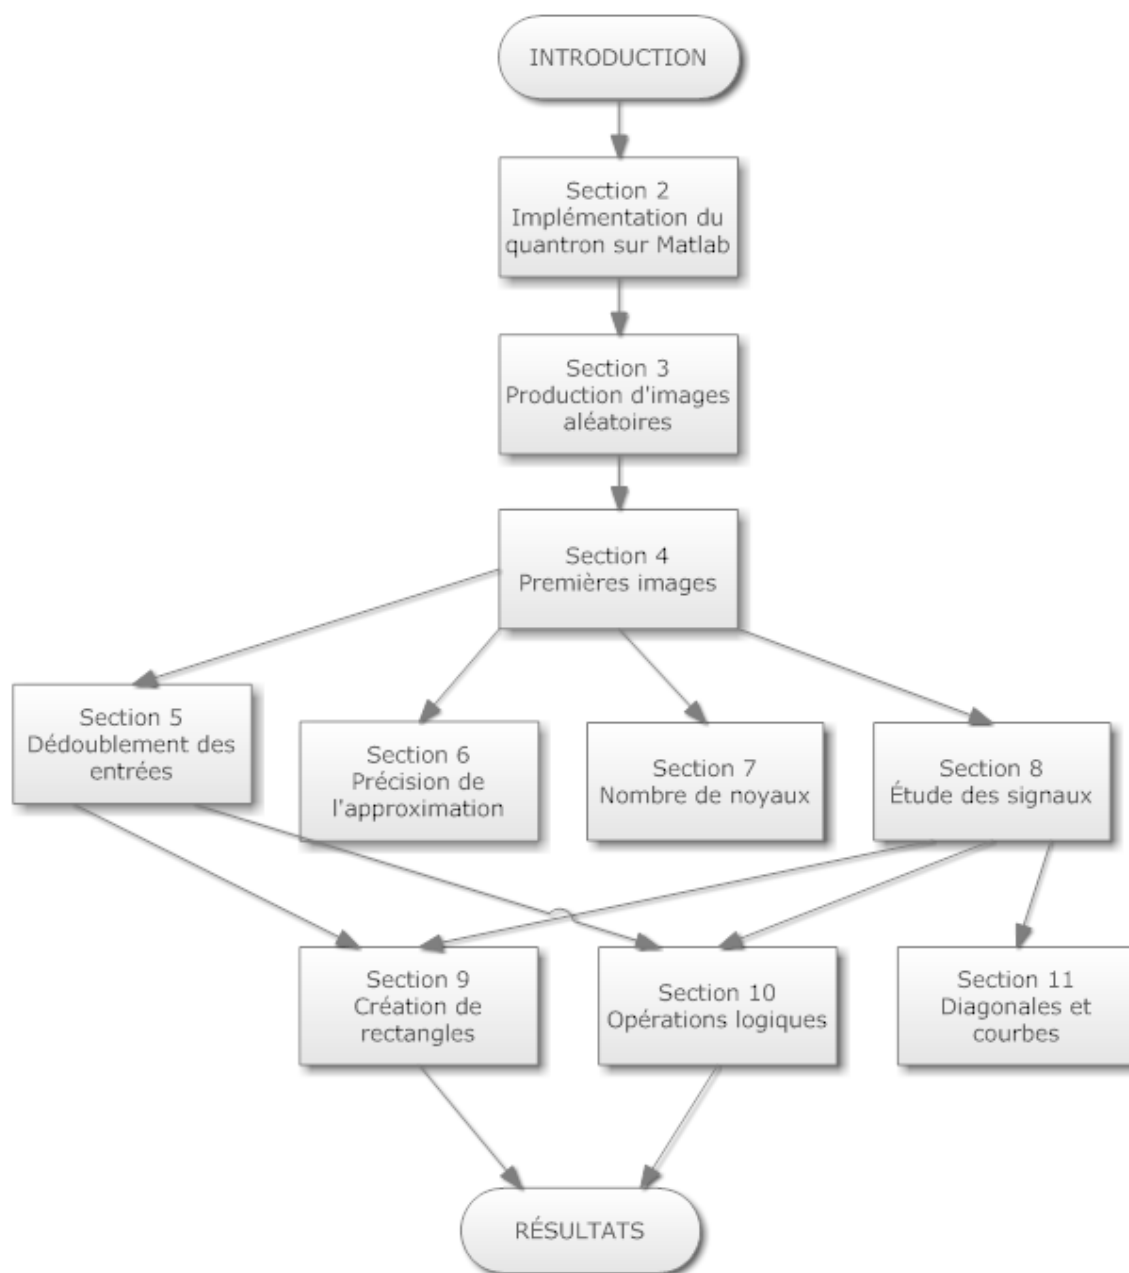 INTRODUCTION
Section 2
Implémentation du
quantron sur Matlab
Section 3
Production d'images
aléatoires
Section 4
Premières images
Section 5
Dédoublement des
entrées
Section 6
Précision de
l'approximation
Section 7
Nombre de noyaux
Section 8
Étude des signaux
Section 9
Création de
rectangles
Section 10
Opérations logiques
Section 11
Diagonales et
courbes
RÉSULTATS